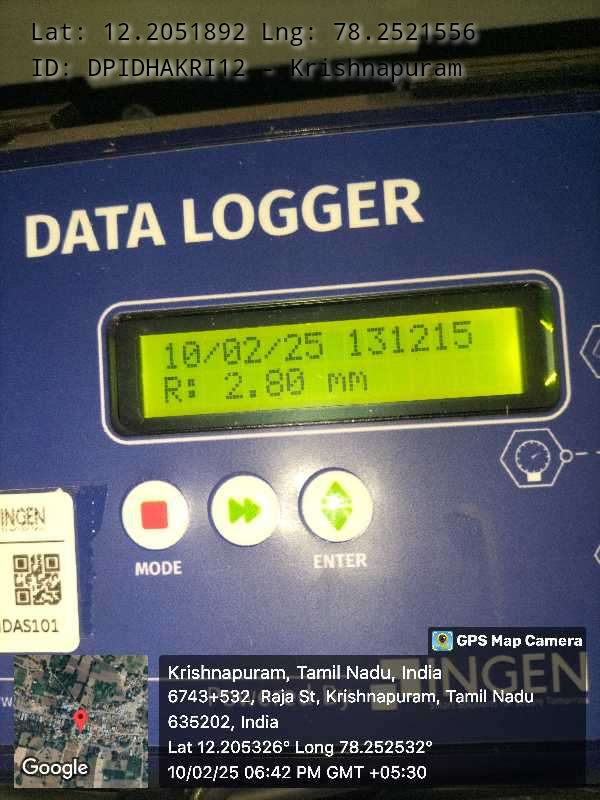 Lat: 12.2051892 Lng: 78.2521556
ID: DPIDHAKRI12 - Krishnapuram
DATA LOGGER
10/02/25 131215
R: 2.80 mm
MODE
ENTER
INGEN
DAS101
GPS Map Camera
INGEN
Krishnapuram, Tamil Nadu, India
6743+532, Raja St, Krishnapuram, Tamil Nadu
635202, India
Lat 12.205326° Long 78.252532°
10/02/25 06:42 PM GMT +05:30
Google